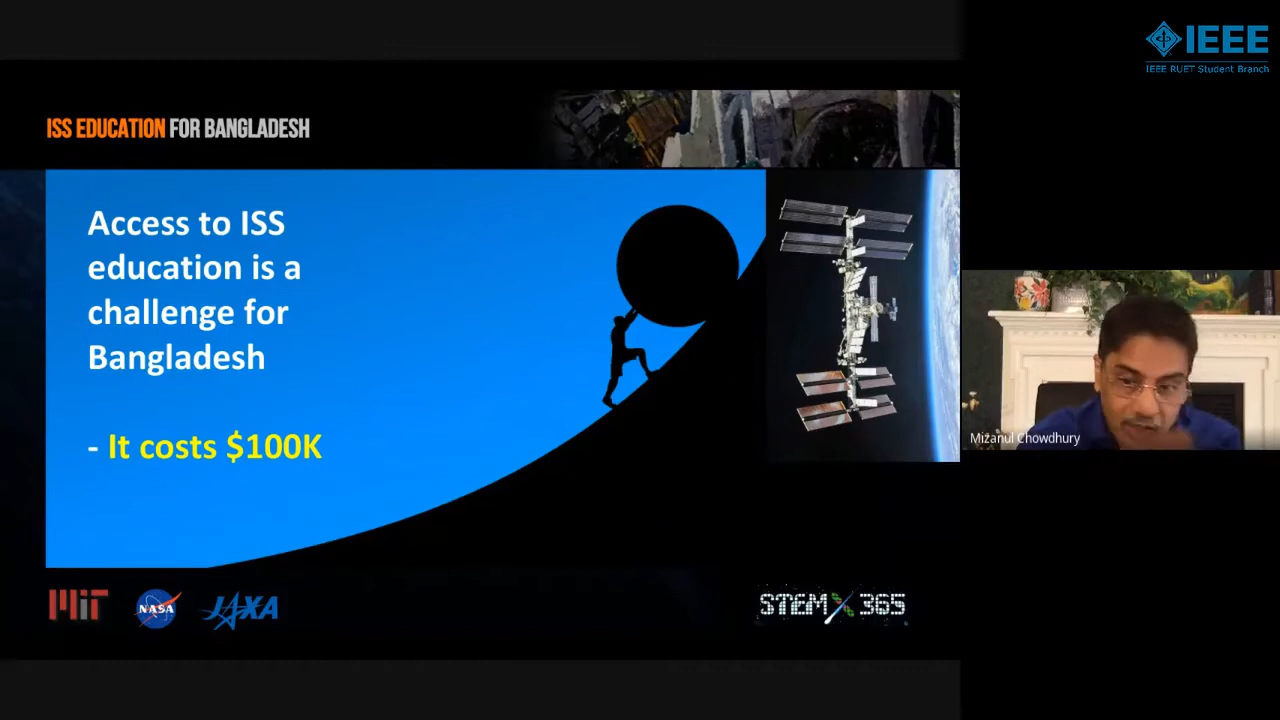 IEEE
IEEE RUET Student Branch
ISS EDUCATION FOR BANGLADESH
Access to ISS
education is a
challenge for
Bangladesh
- It costs $100K
Mizanul Chowdhury
MIT
NASA
JAXA
STEMX 365